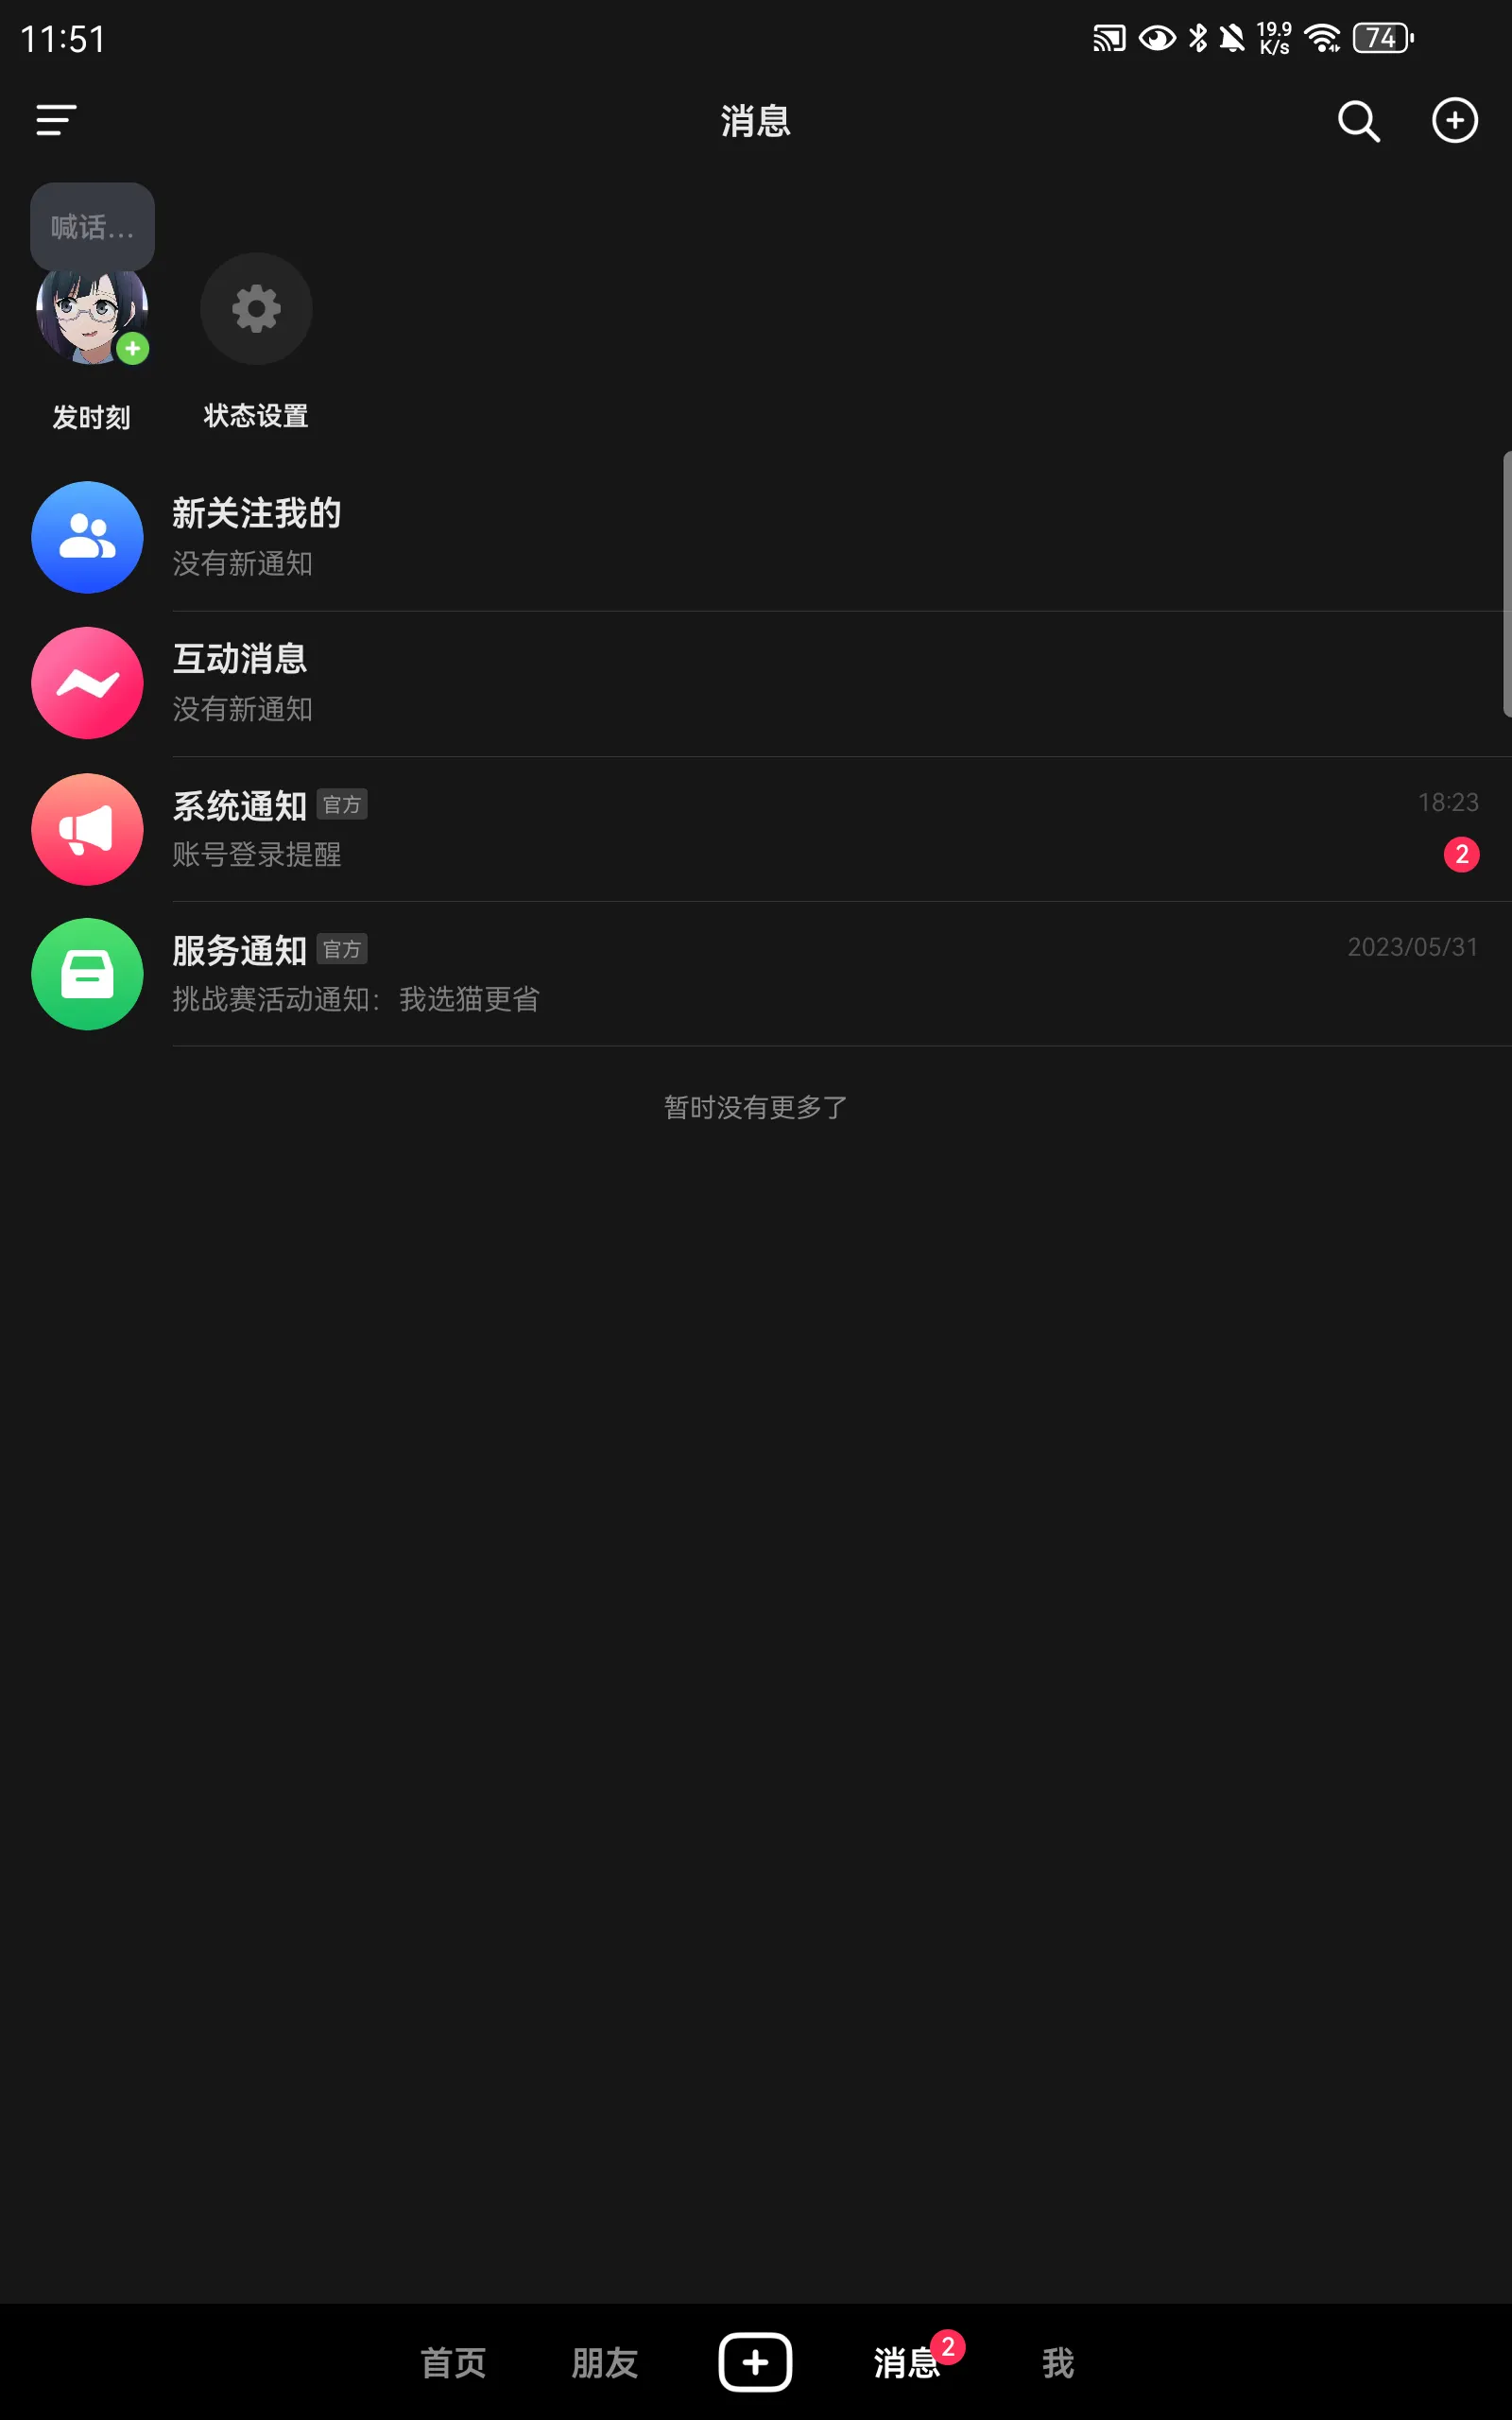 11:51
19.9
K/s
74
消息
喊话...
发时刻
状态设置
新关注我的
没有新通知
互动消息
没有新通知
系统通知 官方 18:23
账号登录提醒 2
服务通知 官方 2023/05/31
挑战赛活动通知：我选猫更省
暂时没有更多了
首页 朋友 消息 2 我